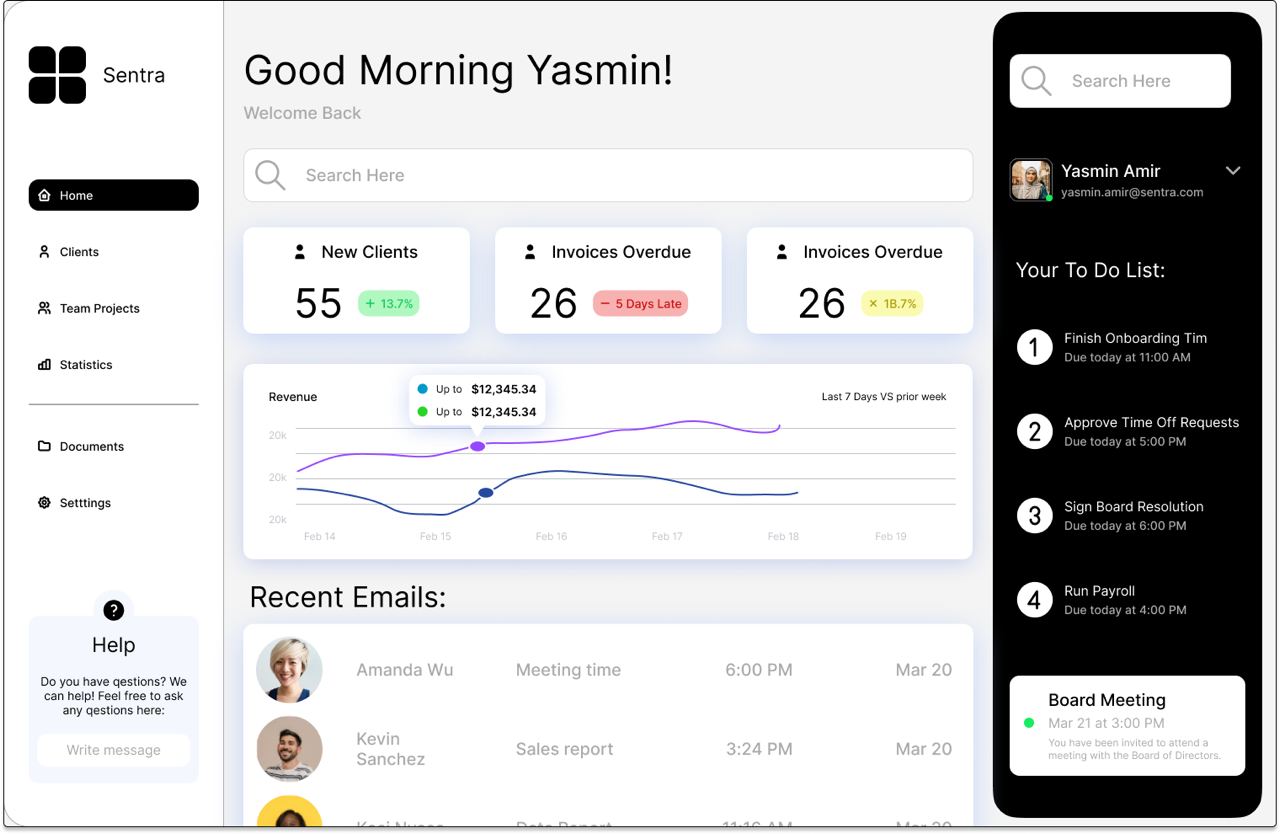 Sentra
Home
Clients
Team Projects
Statistics
Documents
Setttings
?
Help
Do you have qestions? We
can help! Feel free to ask
any qestions here:
Write message
Good Morning Yasmin!
Welcome Back
Search Here
New Clients
55 + 13.7%
Invoices Overdue
26 − 5 Days Late
Invoices Overdue
26 × 1B.7%
Revenue
Up to $12,345.34
Up to $12,345.34
Last 7 Days VS prior week
20k
20k
20k
Feb 14 Feb 15 Feb 16 Feb 17 Feb 18 Feb 19
Recent Emails:
Amanda Wu Meeting time 6:00 PM Mar 20
Kevin
Sanchez Sales report 3:24 PM Mar 20
Mar 20
Search Here
Yasmin Amir
yasmin.amir@sentra.com
Your To Do List:
1 Finish Onboarding Tim
Due today at 11:00 AM
2 Approve Time Off Requests
Due today at 5:00 PM
3 Sign Board Resolution
Due today at 6:00 PM
4 Run Payroll
Due today at 4:00 PM
Board Meeting
Mar 21 at 3:00 PM
You have been invited to attend a
meeting with the Board of Directors.